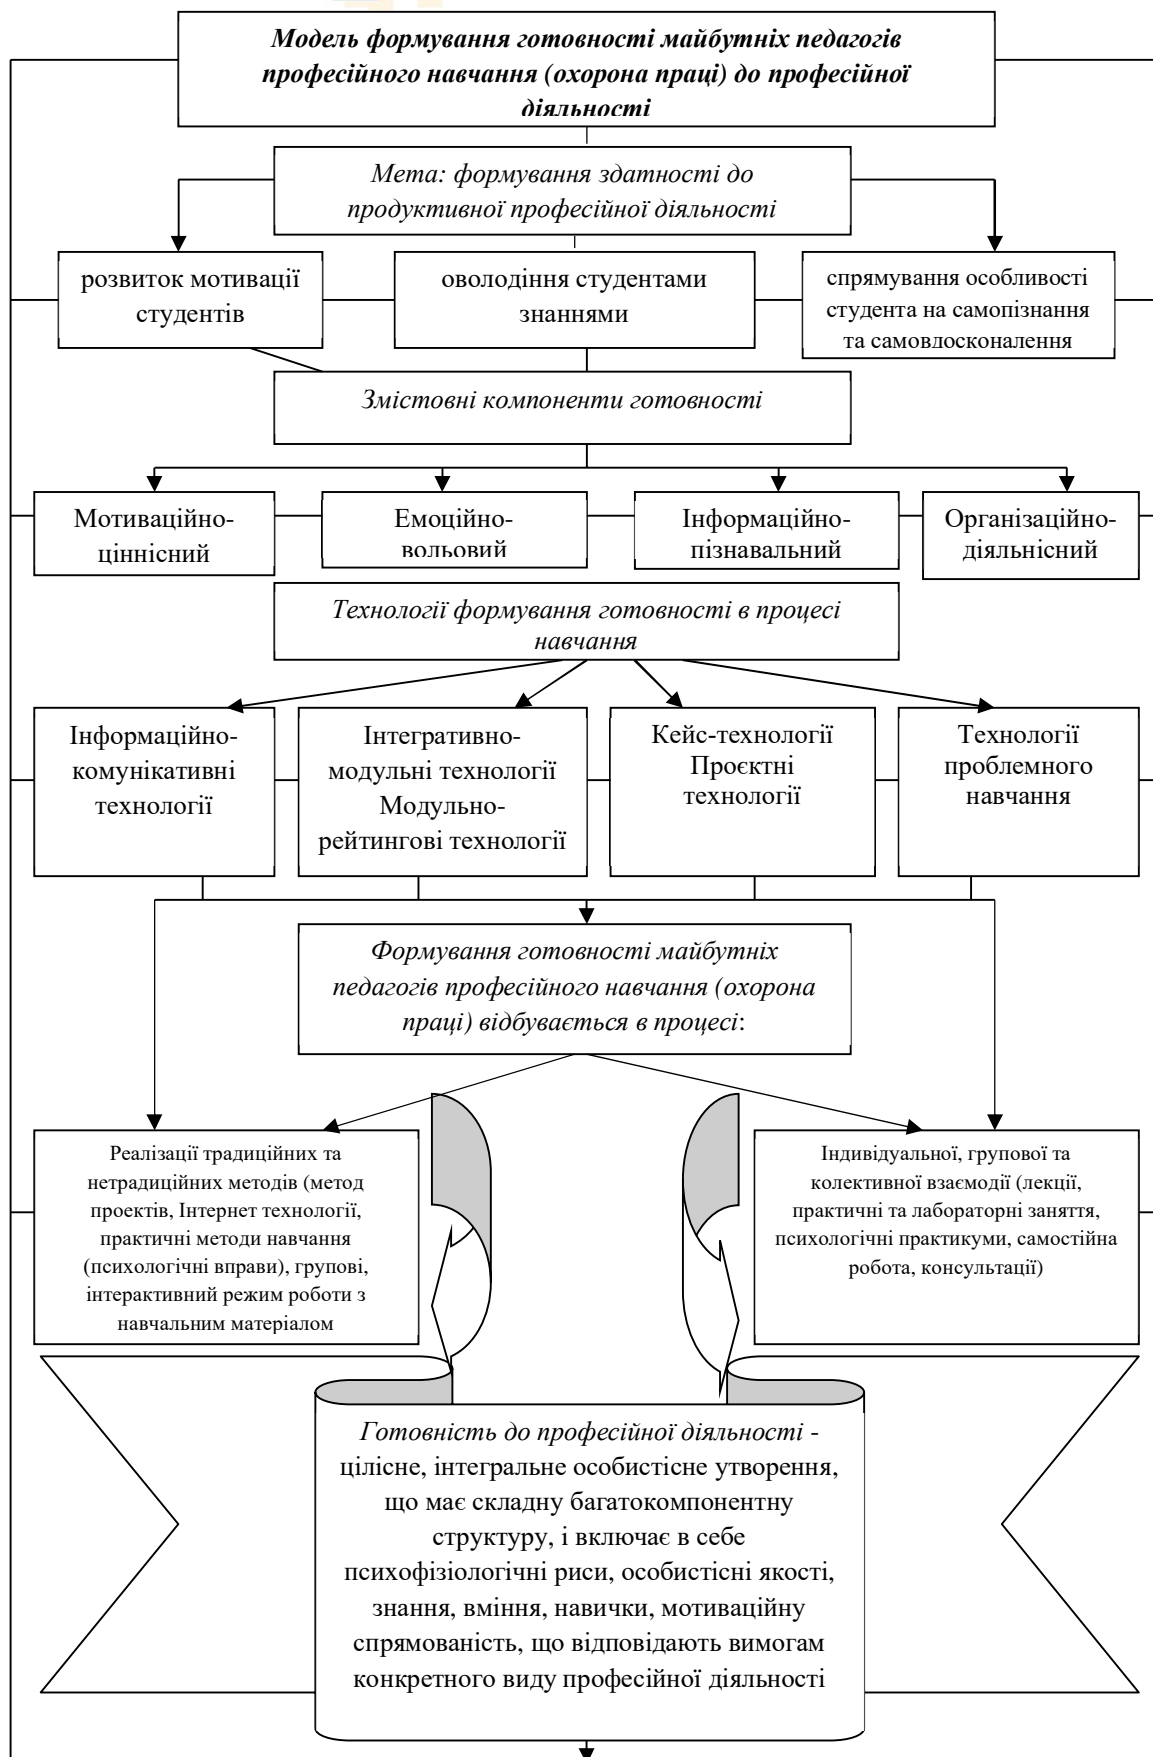 Модель формування готовності майбутніх педагогів
професійного навчання (охорона праці) до професійної
діяльності
Мета: формування здатності до
продуктивної професійної діяльності
розвиток мотивації
студентів
оволодіння студентами
знаннями
спрямування особливості
студента на самопізнання
та самовдосконалення
Змістовні компоненти готовності
Мотиваційно-
ціннісний
Емоційно-
вольовий
Інформаційно-
пізнавальний
Організаційно-
діяльнісний
Технології формування готовності в процесі
навчання
Інформаційно-
комунікативні
технології
Інтегративно-
модульні технології
Модульно-
рейтингові технології
Кейс-технології
Проєктні
технології
Технології
проблемного
навчання
Формування готовності майбутніх
педагогів професійного навчання (охорона
праці) відбувається в процесі:
Реалізації традиційних та
нетрадиційних методів (метод
проектів, Інтернет технології,
практичні методи навчання
(психологічні вправи), групові,
інтерактивний режим роботи з
навчальним матеріалом
Індивідуальної, групової та
колективної взаємодії (лекції,
практичні та лабораторні заняття,
психологічні практикуми, самостійна
робота, консультації)
Готовність до професійної діяльності -
цілісне, інтегральне особистісне утворення,
що має складну багатокомпонентну
структуру, і включає в себе
психофізіологічні риси, особистісні якості,
знання, вміння, навички, мотиваційну
спрямованість, що відповідають вимогам
конкретного виду професійної діяльності